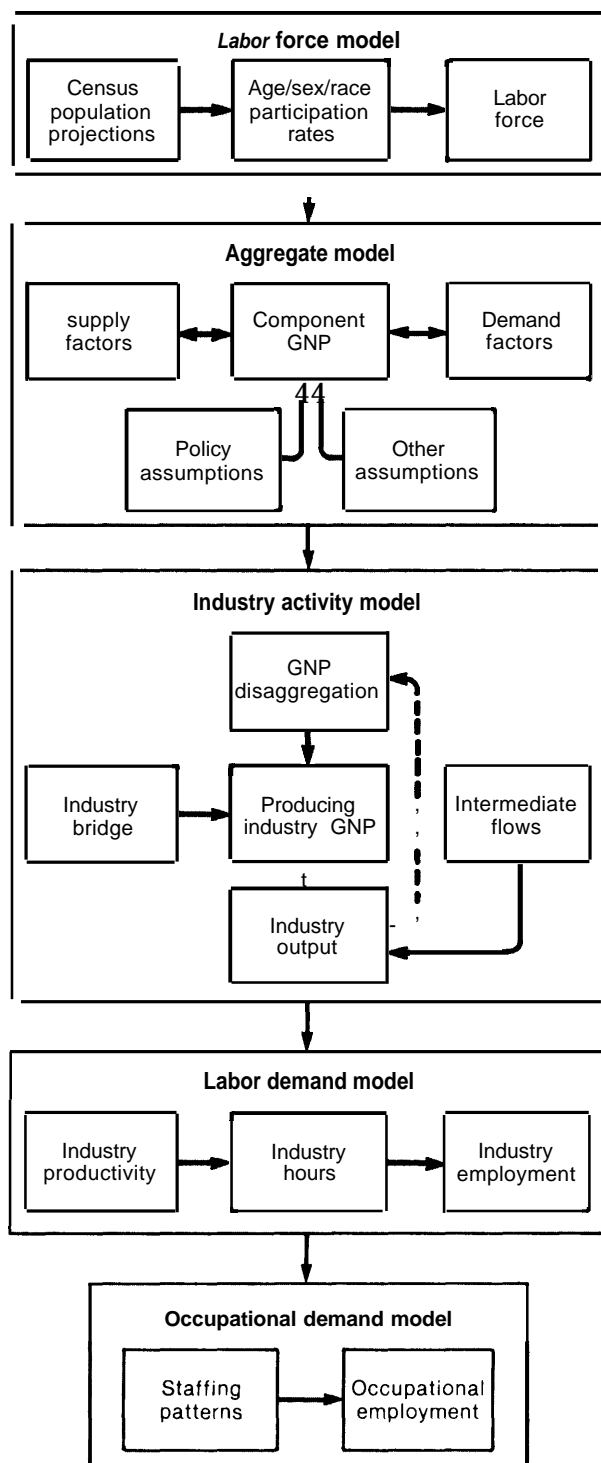 Labor force model
Census
population
projections
Age/sex/race
participation
rates
Labor
force
Aggregate model
supply
factors
Component
GNP
Demand
factors
44
Policy
assumptions
Other
assumptions
Industry activity model
GNP
disaggregation
Industry
bridge
Producing
industry GNP
Intermediate
flows
t
Industry
output
Labor demand model
Industry
productivity
Industry
hours
Industry
employment
Occupational demand model
Staffing
patterns
Occupational
employment